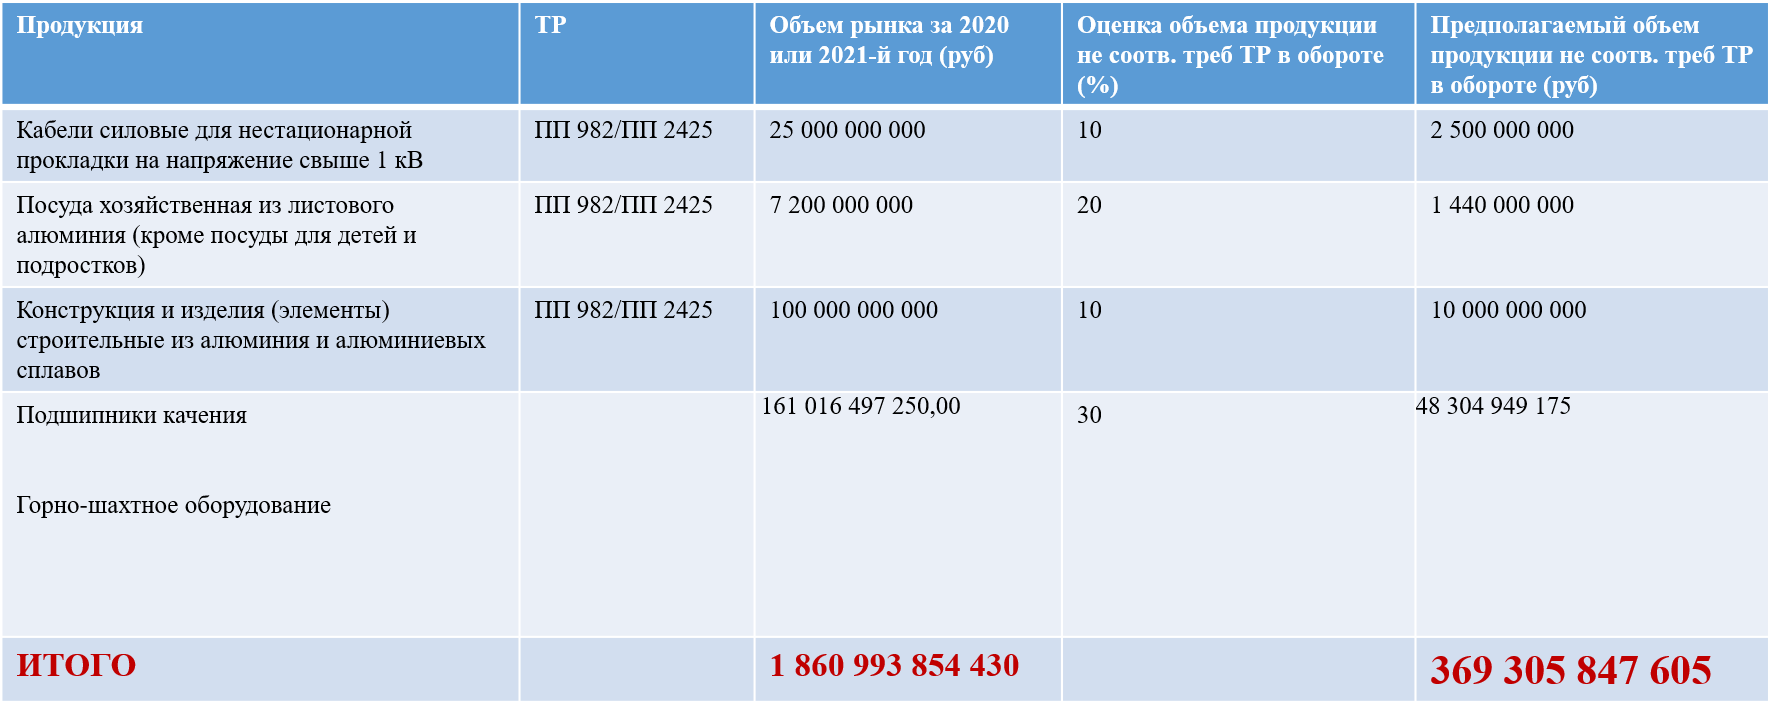 Продукция
ТР
Объем рынка за 2020
или 2021-й год (руб)
Оценка объема продукции
не соотв. треб ТР в обороте
(%)
Предполагаемый объем
продукции не соотв. треб ТР
в обороте (руб)
Кабели силовые для нестационарной
прокладки на напряжение свыше 1 кВ
ПП 982/ПП 2425
25 000 000 000
10
2 500 000 000
Посуда хозяйственная из листового
алюминия (кроме посуды для детей и
подростков)
ПП 982/ПП 2425
7 200 000 000
20
1 440 000 000
Конструкция и изделия (элементы)
строительные из алюминия и алюминиевых
сплавов
ПП 982/ПП 2425
100 000 000 000
10
10 000 000 000
Подшипники качения
161 016 497 250,00
30
48 304 949 175
Горно-шахтное оборудование
ИТОГО
1 860 993 854 430
369 305 847 605